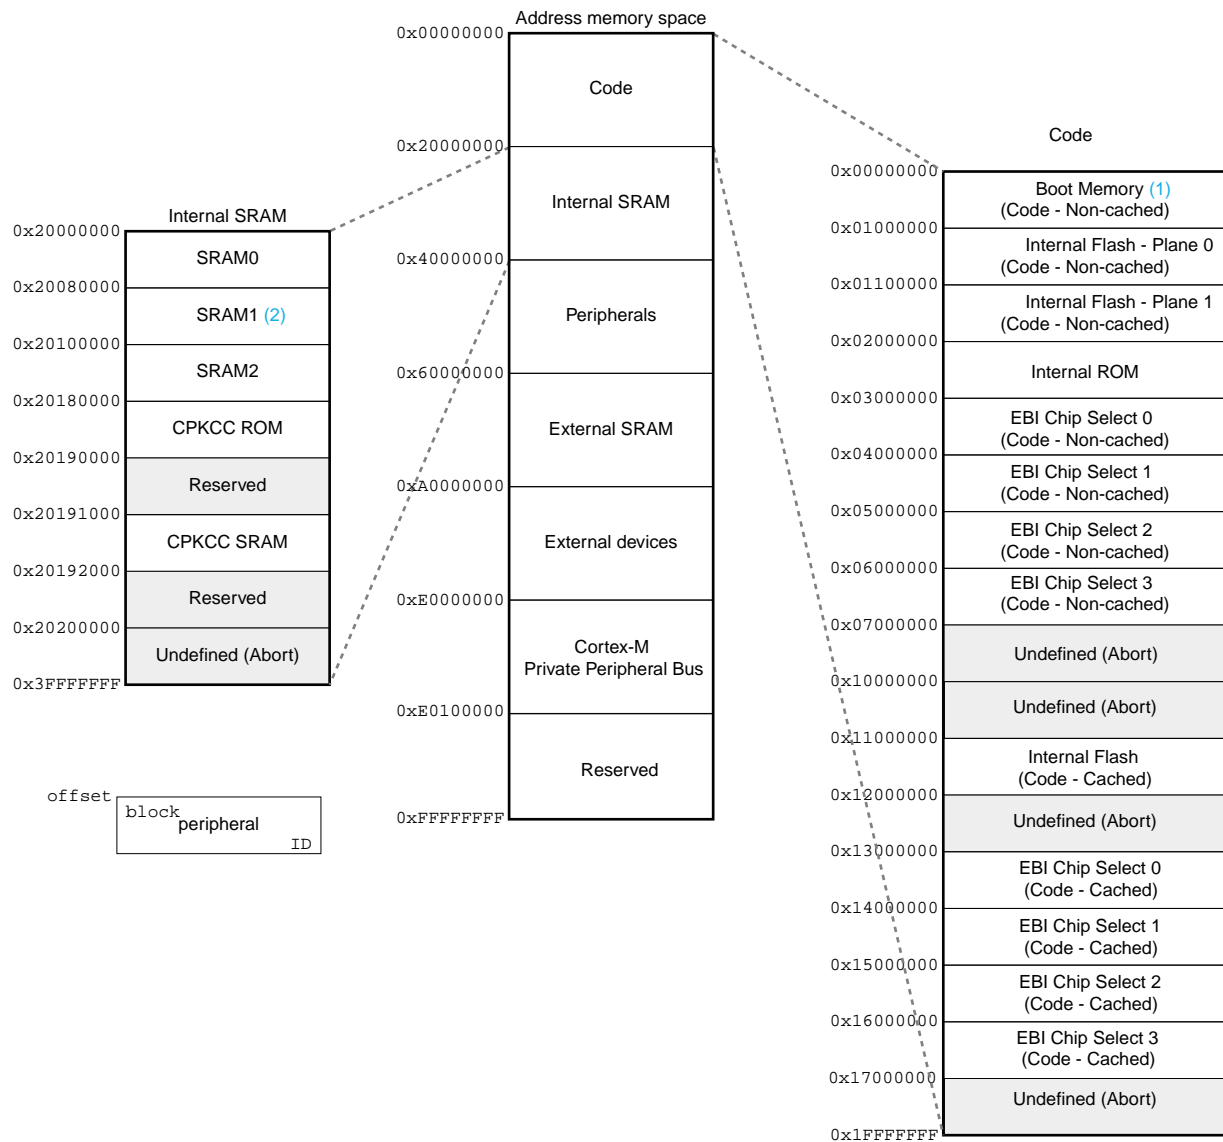 Address memory space
0x00000000
Code
0x20000000
Internal SRAM
0x40000000
Peripherals
0x60000000
External SRAM
0xA0000000
External devices
0xE0000000
Cortex-M
Private Peripheral Bus
0xE0100000
Reserved
0xFFFFFFFF
Internal SRAM
0x20000000
SRAM0
0x20080000
SRAM1 (2)
0x20100000
SRAM2
0x20180000
CPKCC ROM
0x20190000
Reserved
0x20191000
CPKCC SRAM
0x20192000
Reserved
0x20200000
Undefined (Abort)
0x3FFFFFFF
offset
block
peripheral
ID
Code
0x00000000
Boot Memory (1)
(Code - Non-cached)
0x01000000
Internal Flash - Plane 0
(Code - Non-cached)
0x01100000
Internal Flash - Plane 1
(Code - Non-cached)
0x02000000
Internal ROM
0x03000000
EBI Chip Select 0
(Code - Non-cached)
0x04000000
EBI Chip Select 1
(Code - Non-cached)
0x05000000
EBI Chip Select 2
(Code - Non-cached)
0x06000000
EBI Chip Select 3
(Code - Non-cached)
0x07000000
Undefined (Abort)
0x10000000
Undefined (Abort)
0x11000000
Internal Flash
(Code - Cached)
0x12000000
Undefined (Abort)
0x13000000
EBI Chip Select 0
(Code - Cached)
0x14000000
EBI Chip Select 1
(Code - Cached)
0x15000000
EBI Chip Select 2
(Code - Cached)
0x16000000
EBI Chip Select 3
(Code - Cached)
0x17000000
Undefined (Abort)
0x1FFFFFFF